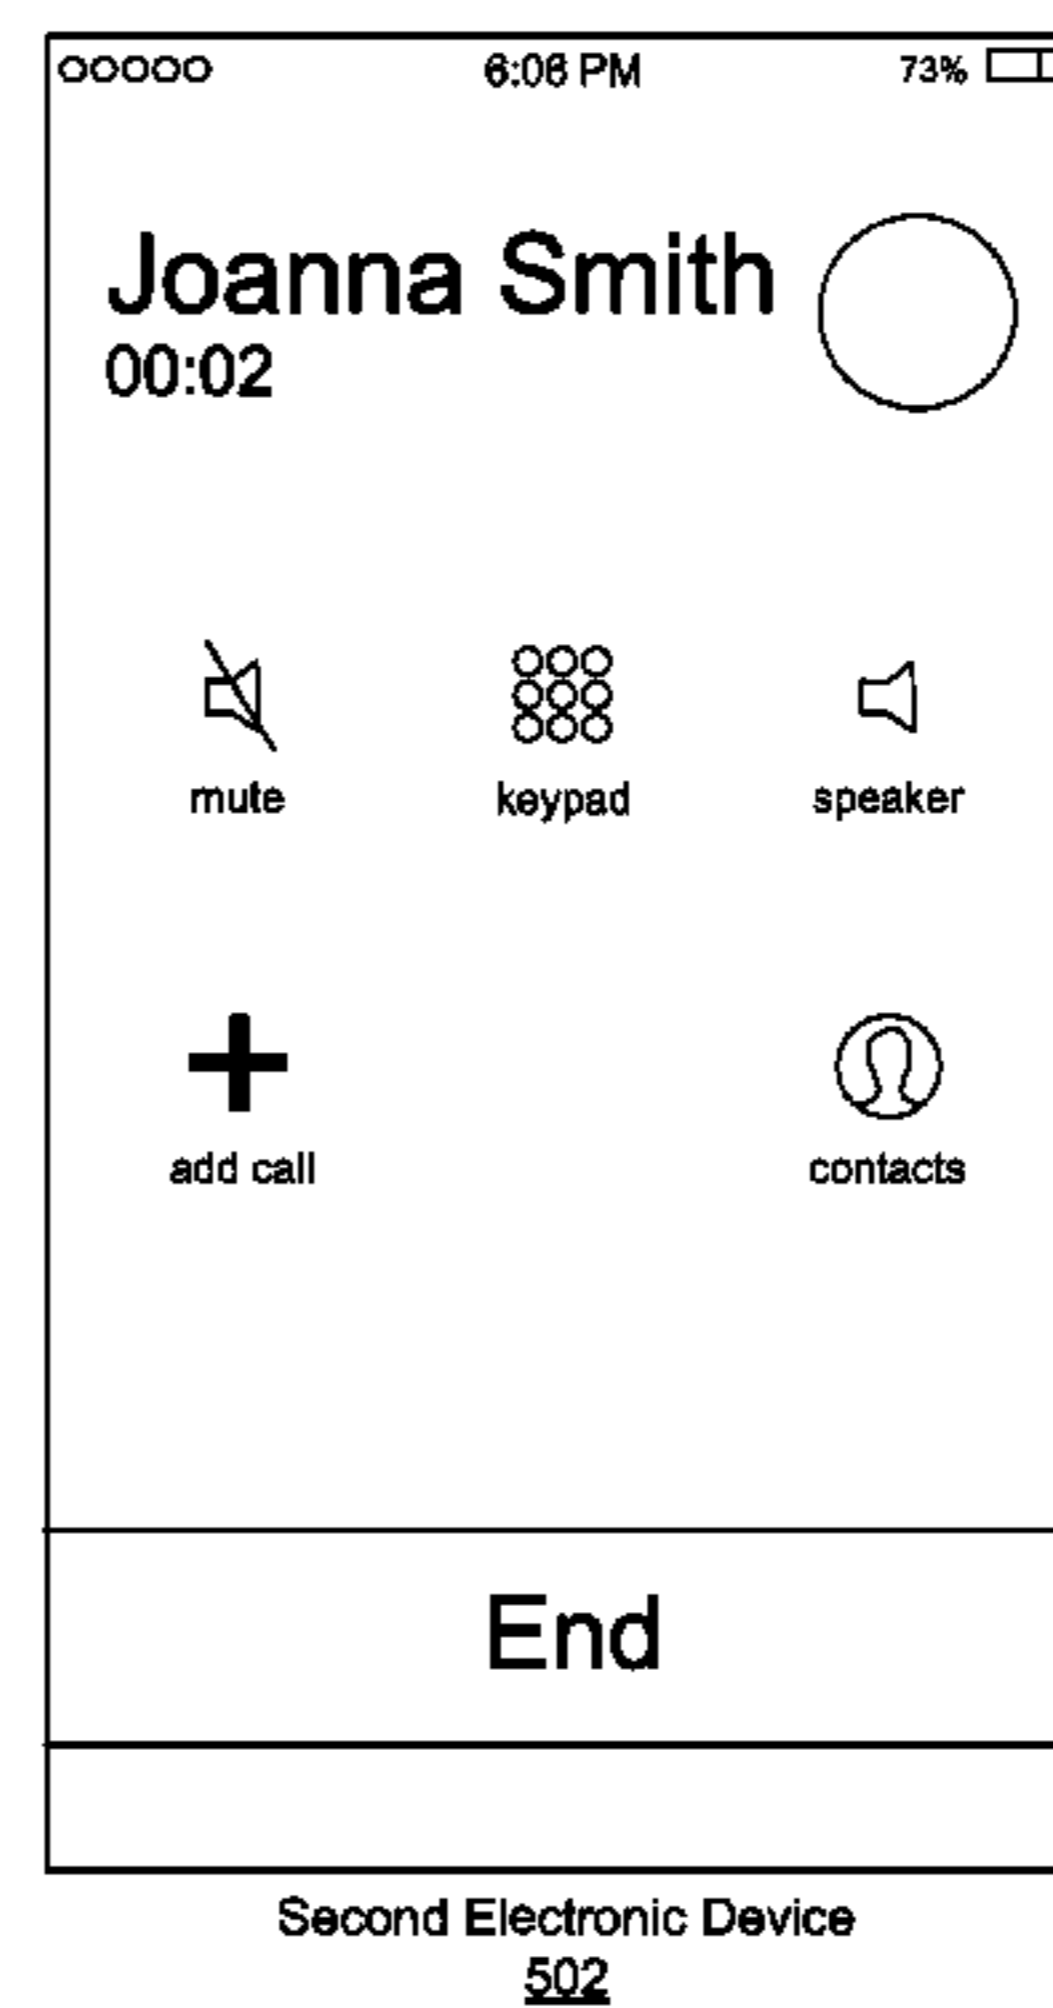 6:06 PM 73%
Joanna Smith
00:02
mute keypad speaker
add call contacts
End
Second Electronic Device
502